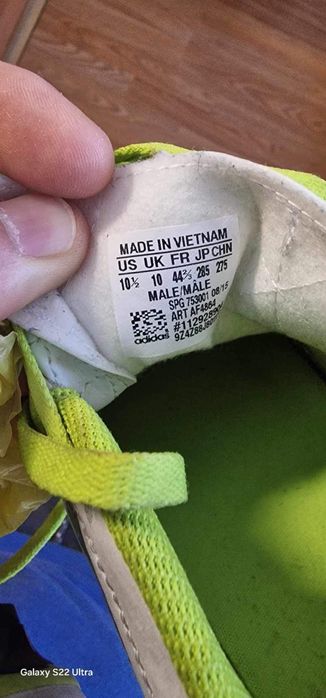 MADE IN VIETNAM
US UK FR JP CHN
10½ 10 44⅔ 285 275
MALE/MÂLE
SPG 753001 08/15
ART AF4864
adidas
Galaxy S22 Ultra